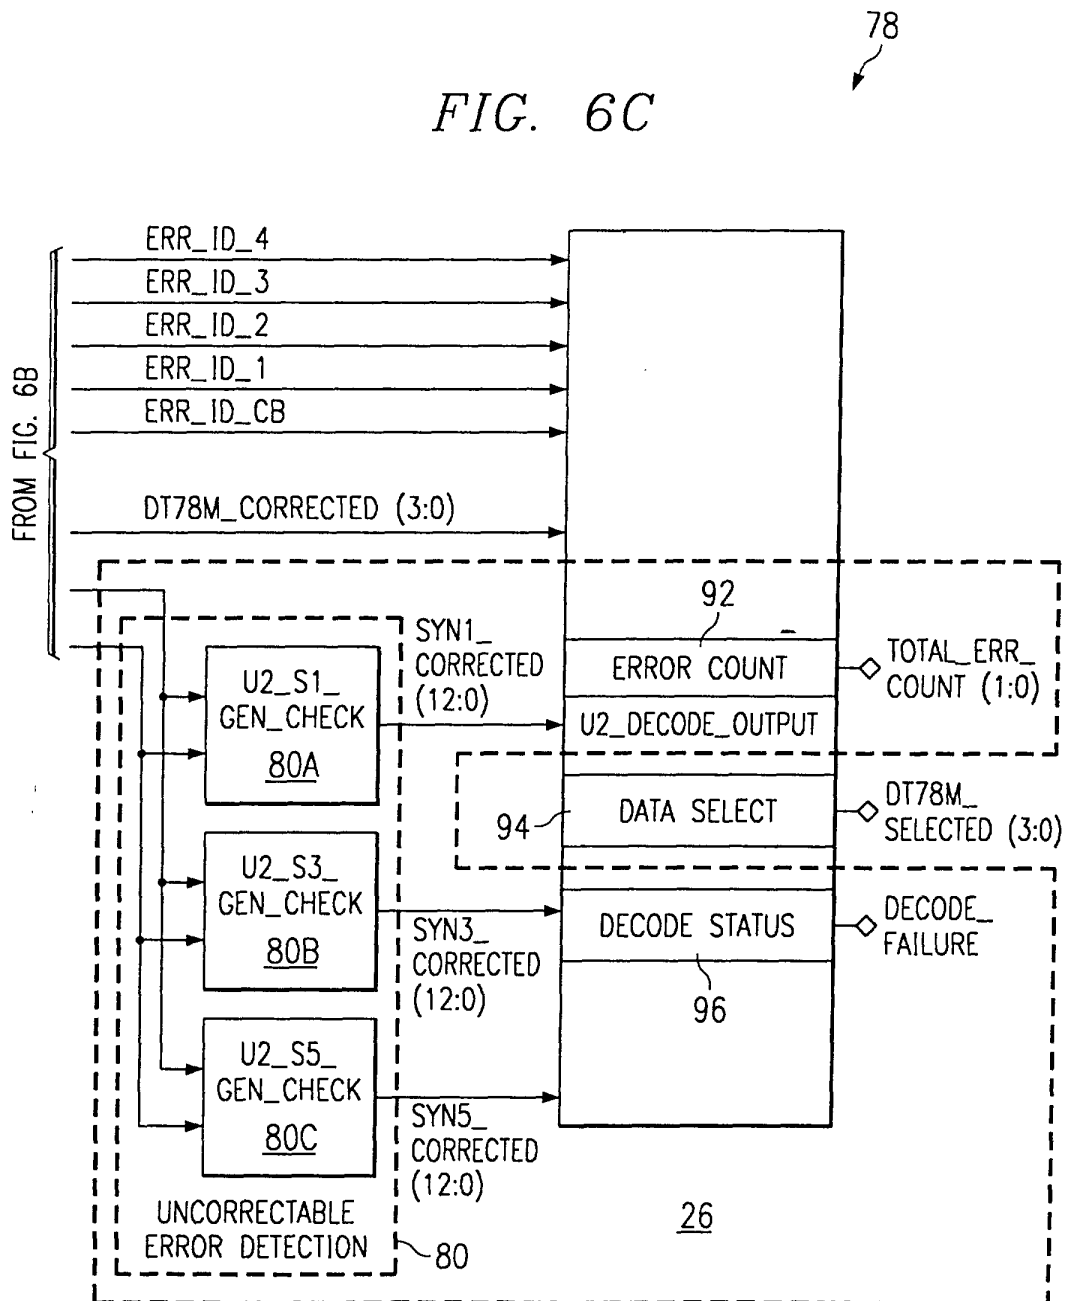 78
FIG. 6C
FROM FIG. 6B
ERR_ID_4
ERR_ID_3
ERR_ID_2
ERR_ID_1
ERR_ID_CB
DT78M_CORRECTED (3:0)
U2_S1_
GEN_CHECK
80A
SYN1_
CORRECTED
(12:0)
92
ERROR COUNT
U2_DECODE_OUTPUT
TOTAL_ERR_
COUNT (1:0)
94
DATA SELECT
DT78M_
SELECTED (3:0)
U2_S3_
GEN_CHECK
80B
SYN3_
CORRECTED
(12:0)
DECODE STATUS
96
DECODE_
FAILURE
U2_S5_
GEN_CHECK
80C
SYN5_
CORRECTED
(12:0)
UNCORRECTABLE
ERROR DETECTION
80
26